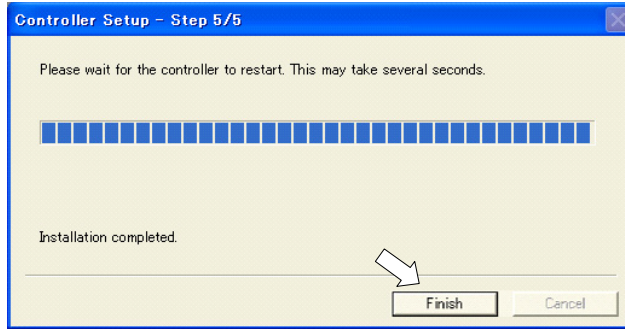 Controller Setup - Step 5/5
Please wait for the controller to restart. This may take several seconds.
Installation completed.
Finish
Cancel